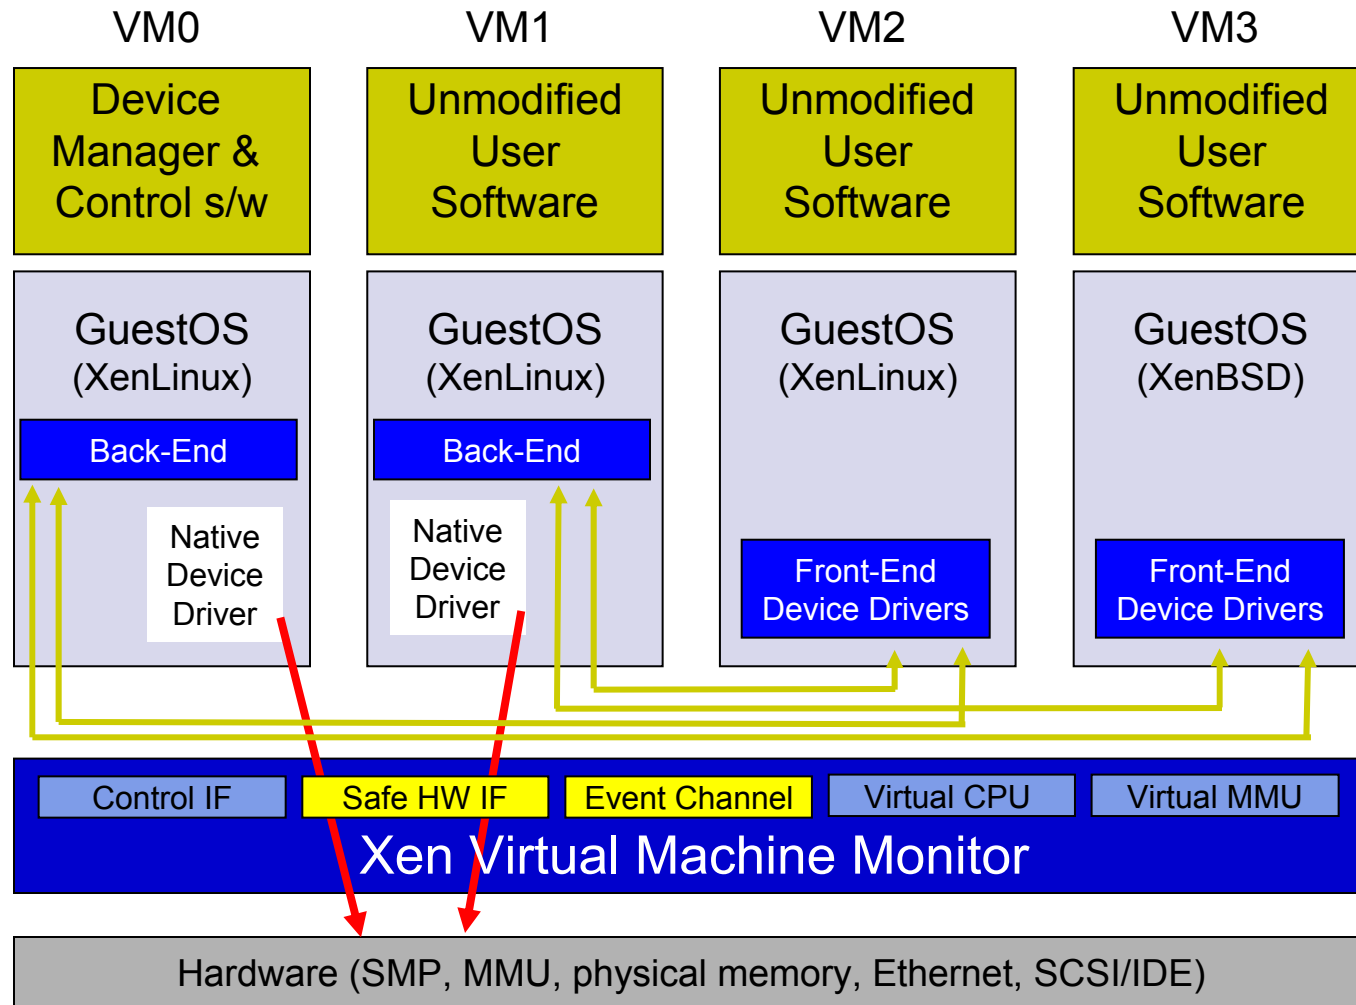 VM0
VM1
VM2
VM3
Device
Manager &
Control s/w
Unmodified
User
Software
Unmodified
User
Software
Unmodified
User
Software
GuestOS
(XenLinux)
Back-End
Native
Device
Driver
GuestOS
(XenLinux)
Back-End
Native
Device
Driver
GuestOS
(XenLinux)
Front-End
Device Drivers
GuestOS
(XenBSD)
Front-End
Device Drivers
Control IF
Safe HW IF
Event Channel
Virtual CPU
Virtual MMU
Xen Virtual Machine Monitor
Hardware (SMP, MMU, physical memory, Ethernet, SCSI/IDE)